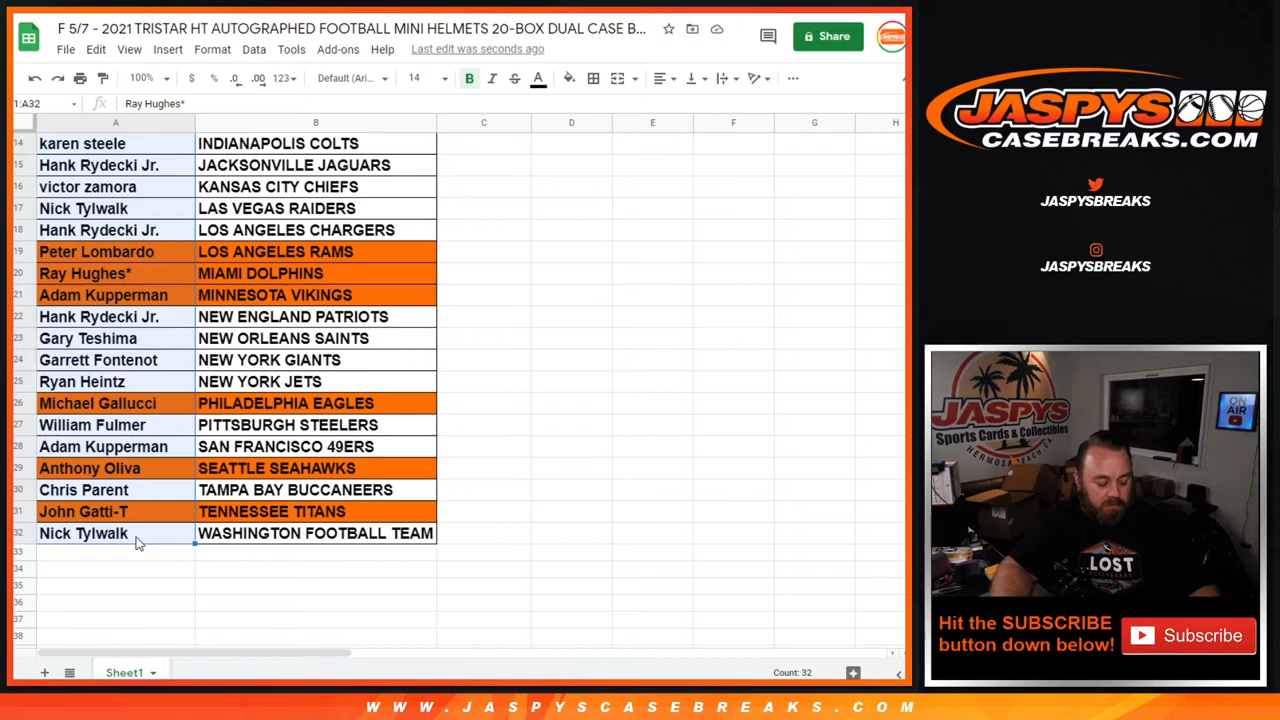 F 5/7 - 2021 TRISTAR HT AUTOGRAPHED FOOTBALL MINI HELMETS 20-BOX DUAL CASE B...
File Edit View Insert Format Data Tools Add-ons Help Last edit was seconds ago
Share
100% $ % .0 .00 123 Default (Ari... 14 B I S A
1:A32 fx Ray Hughes*
A B C D E F G H
14 karen steele INDIANAPOLIS COLTS
15 Hank Rydecki Jr. JACKSONVILLE JAGUARS
16 victor zamora KANSAS CITY CHIEFS
17 Nick Tylwalk LAS VEGAS RAIDERS
18 Hank Rydecki Jr. LOS ANGELES CHARGERS
19 Peter Lombardo LOS ANGELES RAMS
20 Ray Hughes* MIAMI DOLPHINS
21 Adam Kupperman MINNESOTA VIKINGS
22 Hank Rydecki Jr. NEW ENGLAND PATRIOTS
23 Gary Teshima NEW ORLEANS SAINTS
24 Garrett Fontenot NEW YORK GIANTS
25 Ryan Heintz NEW YORK JETS
26 Michael Gallucci PHILADELPHIA EAGLES
27 William Fulmer PITTSBURGH STEELERS
28 Adam Kupperman SAN FRANCISCO 49ERS
29 Anthony Oliva SEATTLE SEAHAWKS
30 Chris Parent TAMPA BAY BUCCANEERS
31 John Gatti-T TENNESSEE TITANS
32 Nick Tylwalk WASHINGTON FOOTBALL TEAM
33
34
35
36
37
38
Sheet1 Count: 32
JASPYS
CASEBREAKS.COM
JASPYSBREAKS
JASPYSBREAKS
JASPYS
Sports Cards & Collectibles
HERMOSA BEACH, CA
ON AIR
LOST
Hit the SUBSCRIBE
button down below!
Subscribe
WWW.JASPYSCASEBREAKS.COM